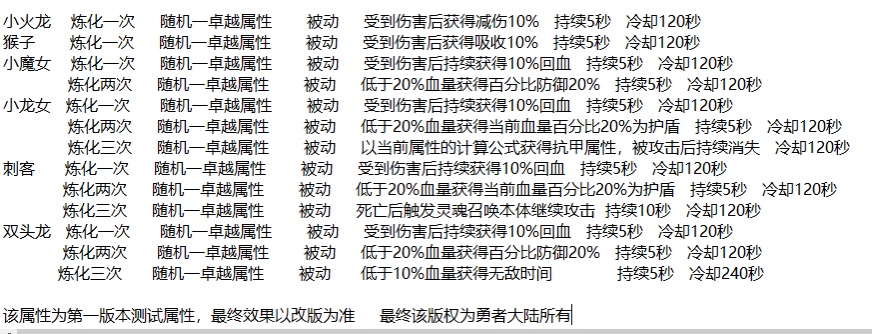 小火龙 炼化一次 随机一卓越属性 被动 受到伤害后获得减伤10% 持续5秒 冷却120秒
猴子 炼化一次 随机一卓越属性 被动 受到伤害后获得吸收10% 持续5秒 冷却120秒
小魔女 炼化一次 随机一卓越属性 被动 受到伤害后持续获得10%回血 持续5秒 冷却120秒
炼化两次 随机一卓越属性 被动 低于20%血量获得百分比防御20% 持续5秒 冷却120秒
小龙女 炼化一次 随机一卓越属性 被动 受到伤害后持续获得10%回血 持续5秒 冷却120秒
炼化两次 随机一卓越属性 被动 低于20%血量获得当前血量百分比20%为护盾 持续5秒 冷却120秒
炼化三次 随机一卓越属性 被动 以当前属性的计算公式获得抗甲属性，被攻击后持续消失 冷却120秒
刺客 炼化一次 随机一卓越属性 被动 受到伤害后持续获得10%回血 持续5秒 冷却120秒
炼化两次 随机一卓越属性 被动 低于20%血量获得当前血量百分比20%为护盾 持续5秒 冷却120秒
炼化三次 随机一卓越属性 被动 死亡后触发灵魂召唤本体继续攻击 持续10秒 冷却120秒
双头龙 炼化一次 随机一卓越属性 被动 受到伤害后获得10%回血 持续5秒 冷却120秒
炼化两次 随机一卓越属性 被动 低于20%血量获得百分比防御20% 持续5秒 冷却120秒
炼化三次 随机一卓越属性 被动 低于10%血量获得无敌时间 持续5秒 冷却240秒
该属性为第一版本测试属性，最终效果以改版为准 最终该版权为勇者大陆所有